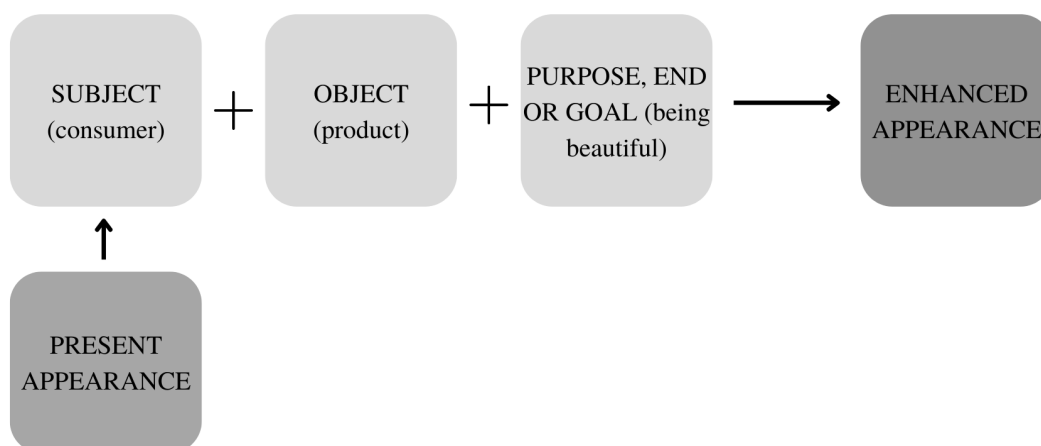 SUBJECT
(consumer)
+
OBJECT
(product)
+
PURPOSE, END
OR GOAL (being
beautiful)
ENHANCED
APPEARANCE
PRESENT
APPEARANCE